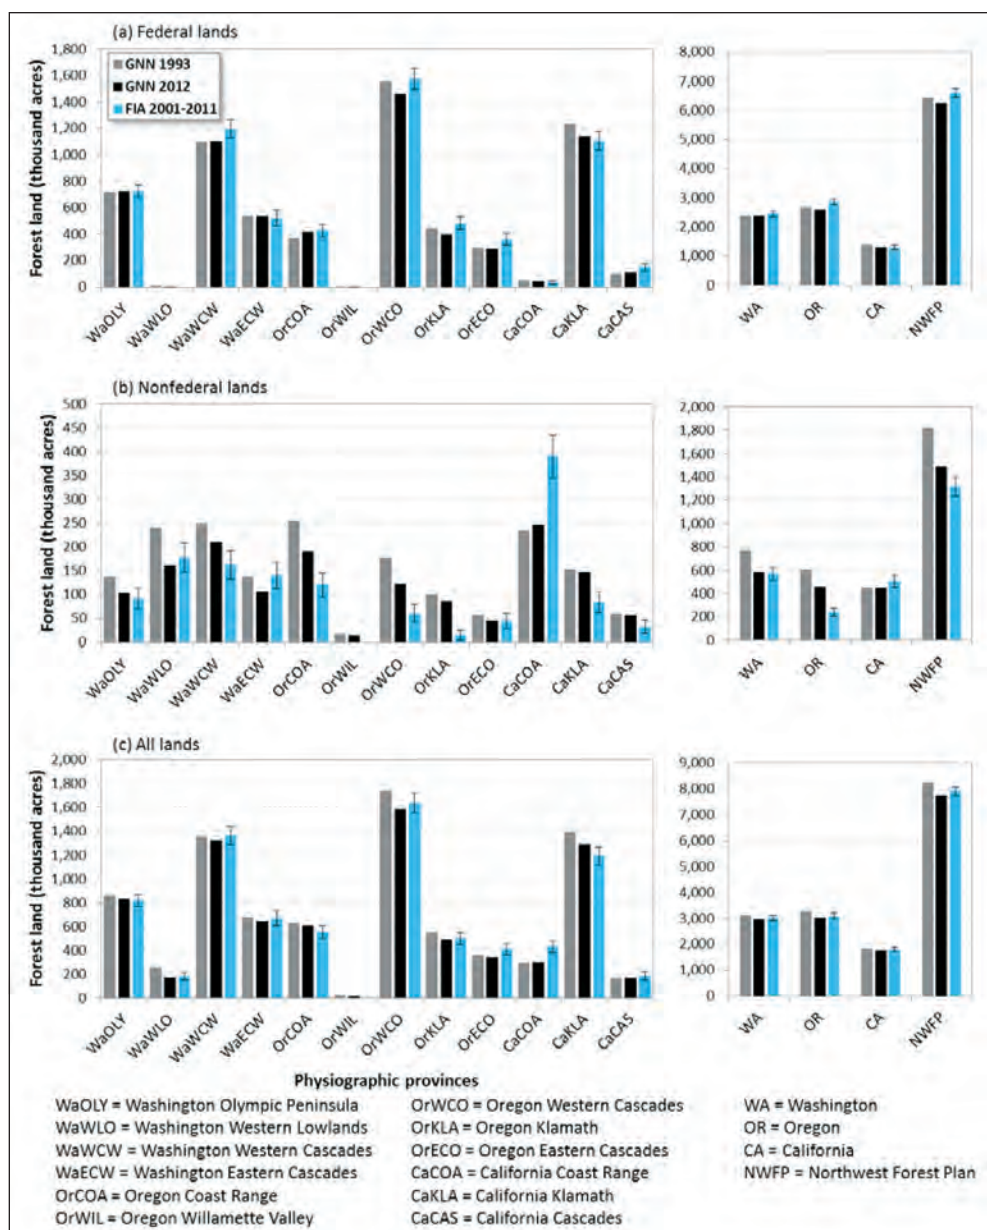 (a) Federal lands
Forest land (thousand acres)
1,800
1,600
1,400
1,200
1,000
800
600
400
200
0
GNN 1993
GNN 2012
FIA 2001-2011
WaOLY WaWLO WaWCW WaECW OrCOA OrWIL OrWCO OrKLA OrECO CaCOA CaKLA CaCAS
8,000
7,000
6,000
5,000
4,000
3,000
2,000
1,000
0
WA OR CA NWFP
(b) Nonfederal lands
Forest land (thousand acres)
500
450
400
350
300
250
200
150
100
50
0
WaOLY WaWLO WaWCW WaECW OrCOA OrWIL OrWCO OrKLA OrECO CaCOA CaKLA CaCAS
2,000
1,800
1,600
1,400
1,200
1,000
800
600
400
200
0
WA OR CA NWFP
(c) All lands
Forest land (thousand acres)
2,000
1,800
1,600
1,400
1,200
1,000
800
600
400
200
0
WaOLY WaWLO WaWCW WaECW OrCOA OrWIL OrWCO OrKLA OrECO CaCOA CaKLA CaCAS
9,000
8,000
7,000
6,000
5,000
4,000
3,000
2,000
1,000
0
WA OR CA NWFP
Physiographic provinces
WaOLY = Washington Olympic Peninsula
WaWLO = Washington Western Lowlands
WaWCW = Washington Western Cascades
WaECW = Washington Eastern Cascades
OrCOA = Oregon Coast Range
OrWIL = Oregon Willamette Valley
OrWCO = Oregon Western Cascades
OrKLA = Oregon Klamath
OrECO = Oregon Eastern Cascades
CaCOA = California Coast Range
CaKLA = California Klamath
CaCAS = California Cascades
WA = Washington
OR = Oregon
CA = California
NWFP = Northwest Forest Plan